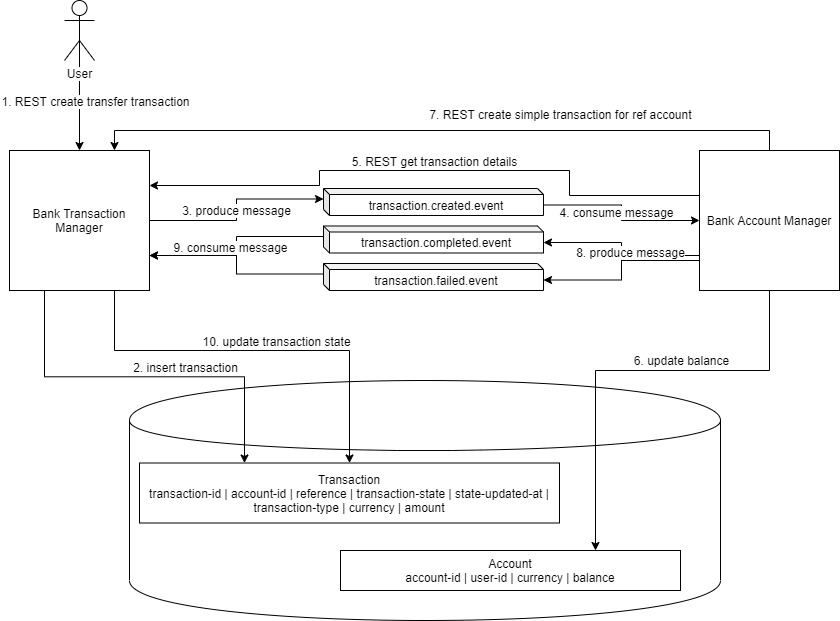 User
1. REST create transfer transaction
7. REST create simple transaction for ref account
5. REST get transaction details
Bank Transaction
Manager
3. produce message
transaction.created.event
4. consume message
Bank Account Manager
9. consume message
transaction.completed.event
8. produce message
transaction.failed.event
10. update transaction state
2. insert transaction
6. update balance
Transaction
transaction-id | account-id | reference | transaction-state | state-updated-at |
transaction-type | currency | amount
Account
account-id | user-id | currency | balance